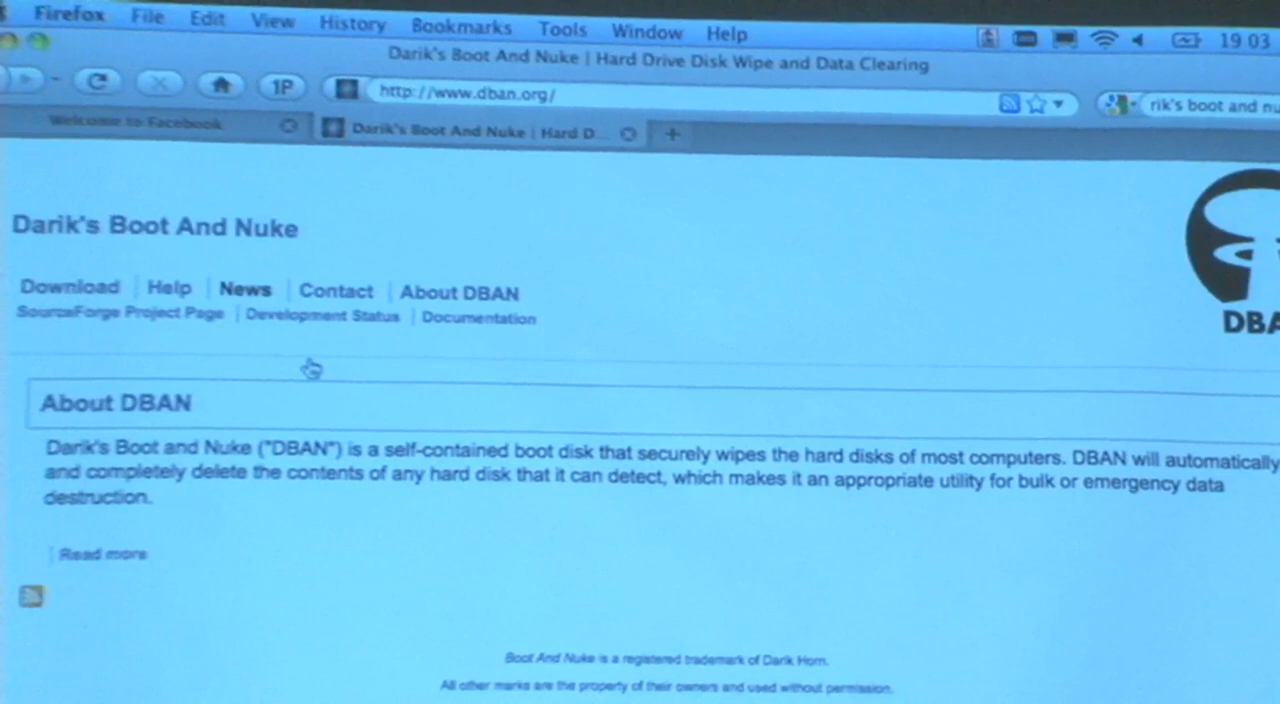 Firefox File Edit View History Bookmarks Tools Window Help 19 03
Darik's Boot And Nuke | Hard Drive Disk Wipe and Data Clearing
1P http://www.dban.org/ rik's boot and nu
Welcome to Facebook Darik's Boot And Nuke | Hard D... +
Darik's Boot And Nuke
Download | Help | News | Contact | About DBAN
SourceForge Project Page | Development Status | Documentation
DBA
About DBAN
Darik's Boot and Nuke ("DBAN") is a self-contained boot disk that securely wipes the hard disks of most computers. DBAN will automatically
and completely delete the contents of any hard disk that it can detect, which makes it an appropriate utility for bulk or emergency data
destruction.
Read more
Boot And Nuke is a registered trademark of Darik Horn.
All other marks are the property of their owners and used without permission.